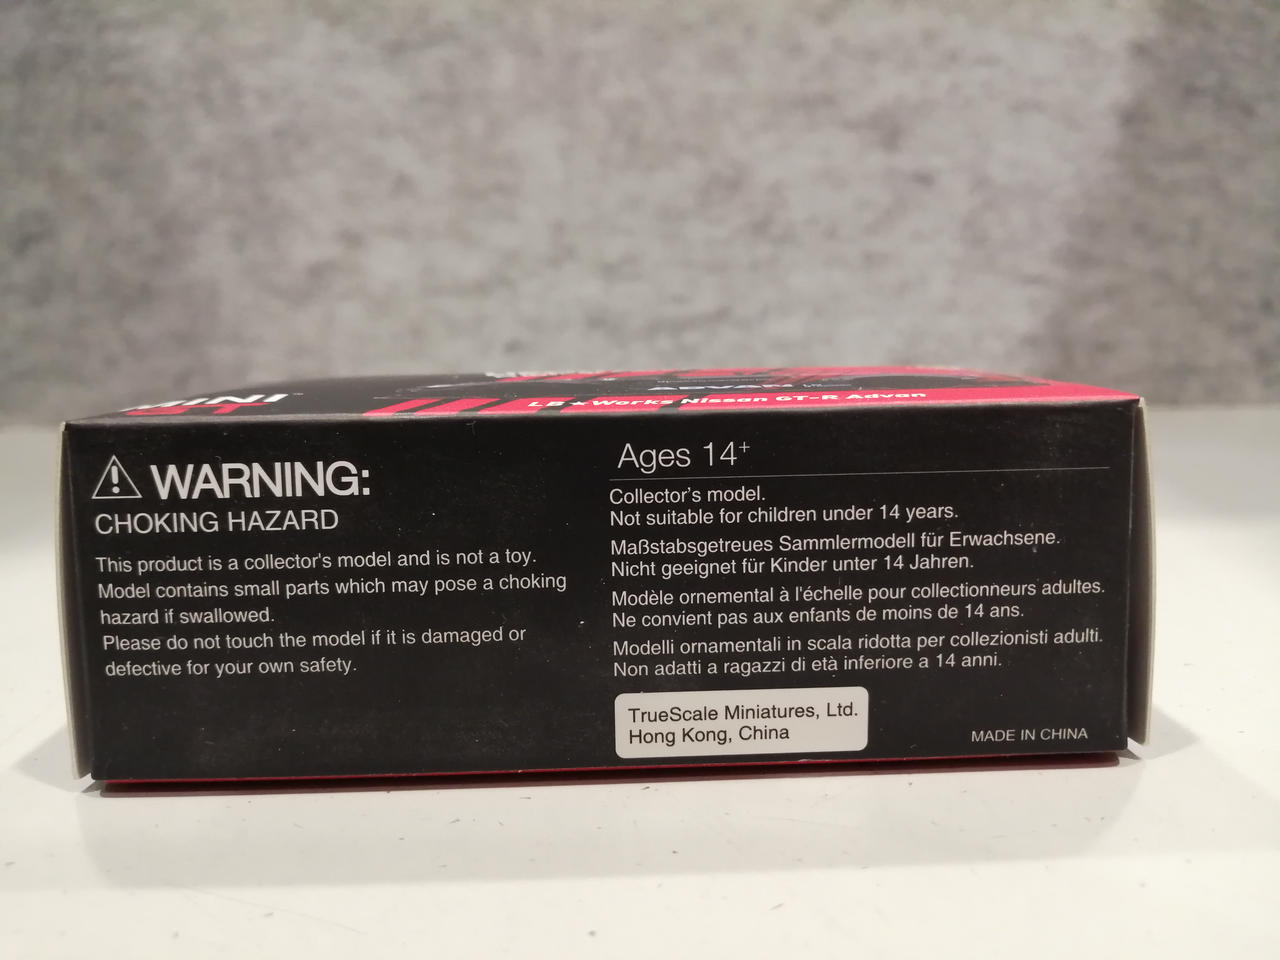 MINI
GT
ADVAN
LB★Works Nissan GT-R Advan
WARNING:
CHOKING HAZARD
This product is a collector's model and is not a toy.
Model contains small parts which may pose a choking
hazard if swallowed.
Please do not touch the model if it is damaged or
defective for your own safety.
Ages 14+
Collector's model.
Not suitable for children under 14 years.
Maßstabsgetreues Sammlermodell für Erwachsene.
Nicht geeignet für Kinder unter 14 Jahren.
Modèle ornemental à l'échelle pour collectionneurs adultes.
Ne convient pas aux enfants de moins de 14 ans.
Modelli ornamentali in scala ridotta per collezionisti adulti.
Non adatti a ragazzi di età inferiore a 14 anni.
TrueScale Miniatures, Ltd.
Hong Kong, China
MADE IN CHINA